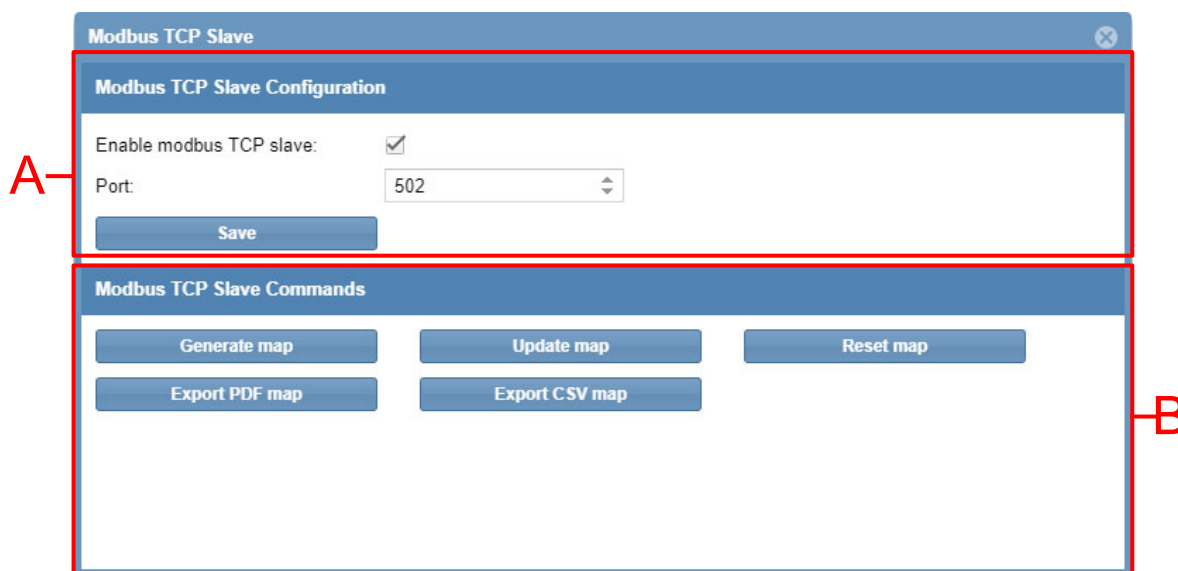 Modbus TCP Slave
Modbus TCP Slave Configuration
Enable modbus TCP slave:
A
Port: 502
Save
Modbus TCP Slave Commands
Generate map Update map Reset map
Export PDF map Export CSV map
B